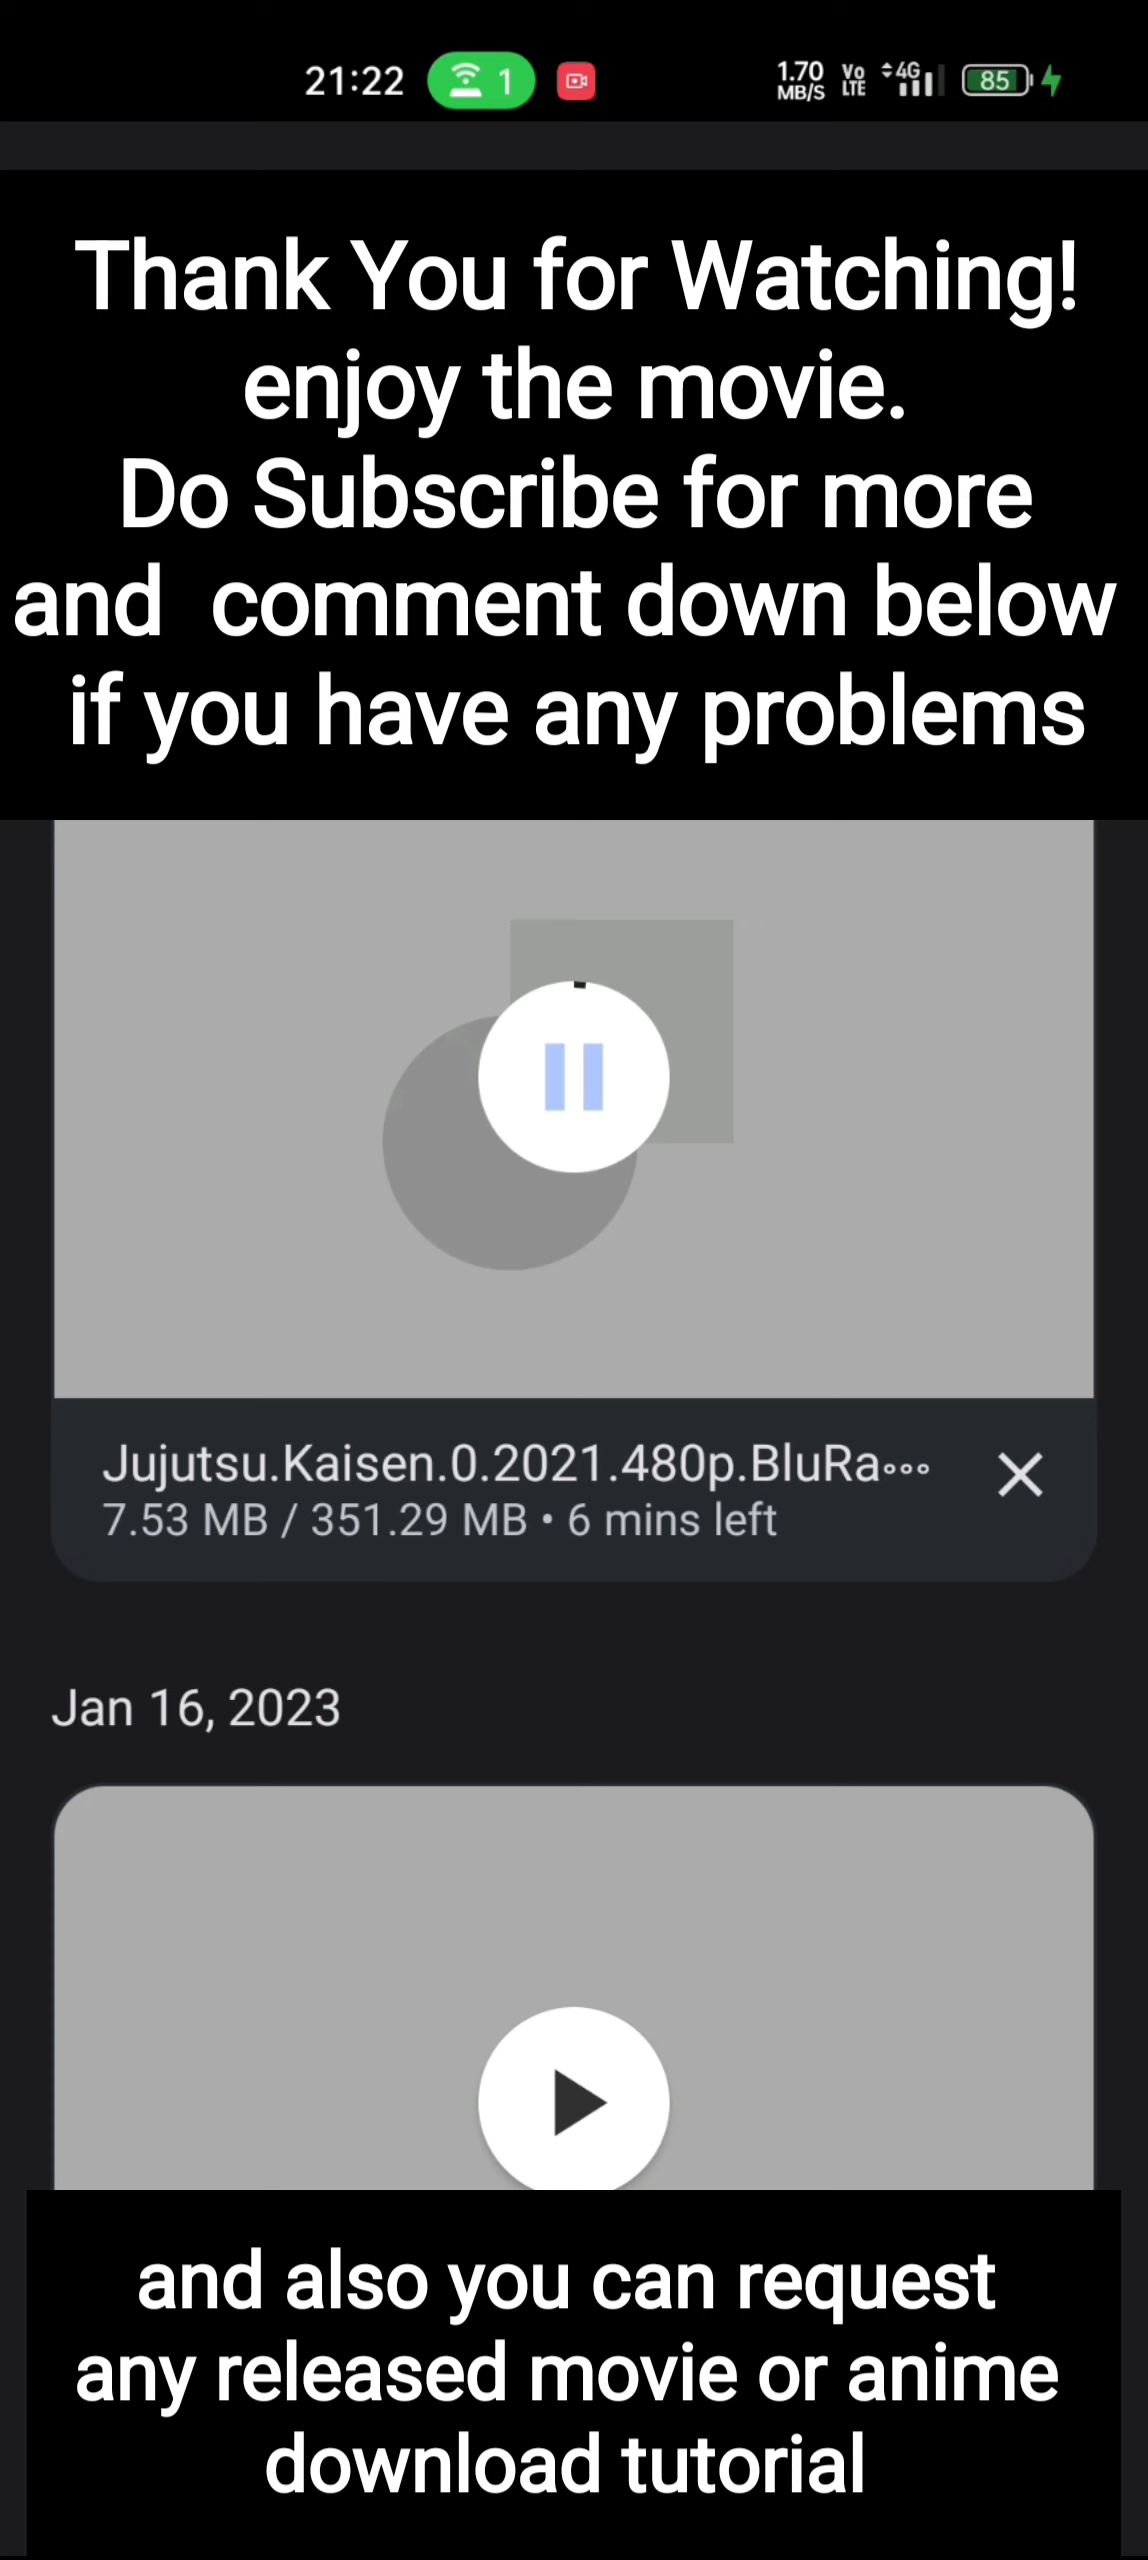 21:22 1 1.70 MB/S Vo LTE 4G 85
Thank You for Watching!
enjoy the movie.
Do Subscribe for more
and  comment down below
if you have any problems
Jujutsu.Kaisen.0.2021.480p.BluRa...
7.53 MB / 351.29 MB • 6 mins left
Jan 16, 2023
and also you can request
any released movie or anime
download tutorial